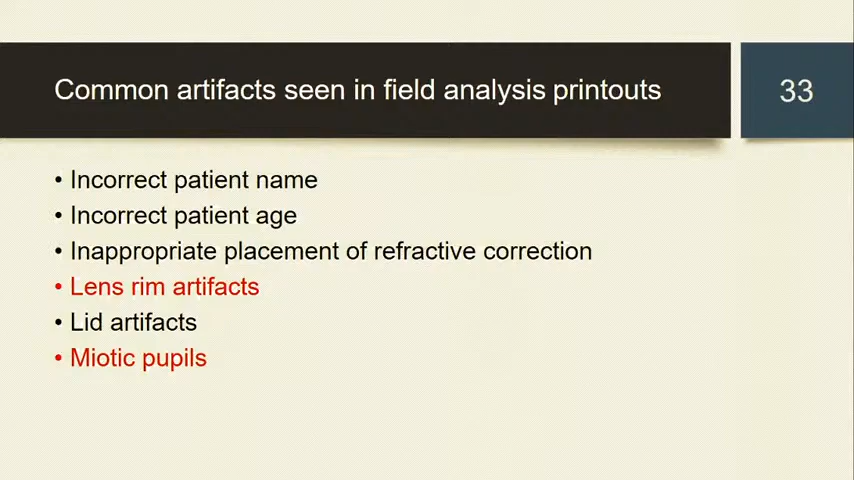 Common artifacts seen in field analysis printouts
33
• Incorrect patient name
• Incorrect patient age
• Inappropriate placement of refractive correction
• Lens rim artifacts
• Lid artifacts
• Miotic pupils